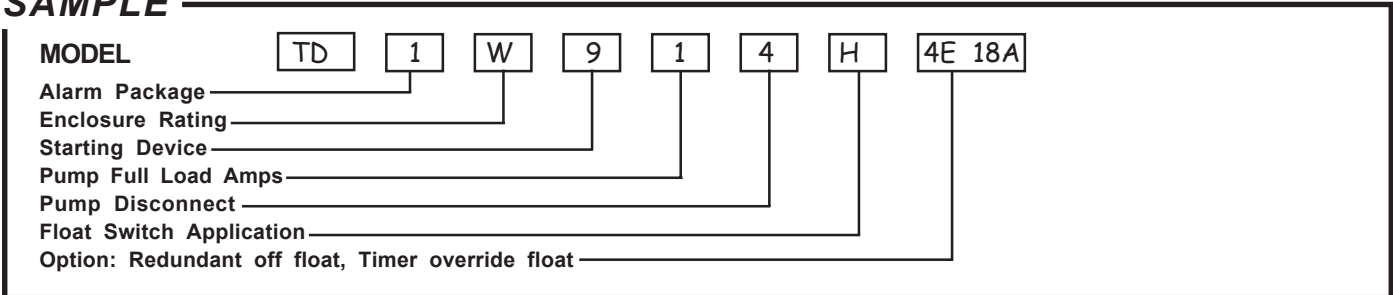 SAMPLE
MODEL TD 1 W 9 1 4 H 4E 18A
Alarm Package
Enclosure Rating
Starting Device
Pump Full Load Amps
Pump Disconnect
Float Switch Application
Option: Redundant off float, Timer override float